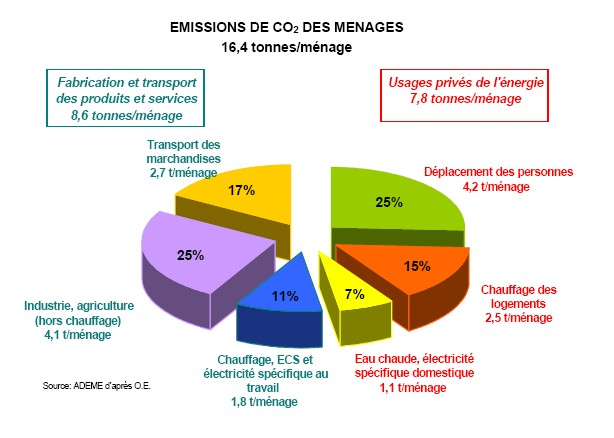 EMISSIONS DE CO₂ DES MENAGES
16,4 tonnes/ménage
Fabrication et transport
des produits et services
8,6 tonnes/ménage
Usages privés de l'énergie
7,8 tonnes/ménage
Transport des
marchandises
2,7 t/ménage
17%
25%
Déplacement des personnes
4,2 t/ménage
25%
15%
11%
7%
Industrie, agriculture
(hors chauffage)
4,1 t/ménage
Chauffage des
logements
2,5 t/ménage
Chauffage, ECS et
électricité spécifique au
travail
1,8 t/ménage
Eau chaude, électricité
spécifique domestique
1,1 t/ménage
Source: ADEME d'après O.E.